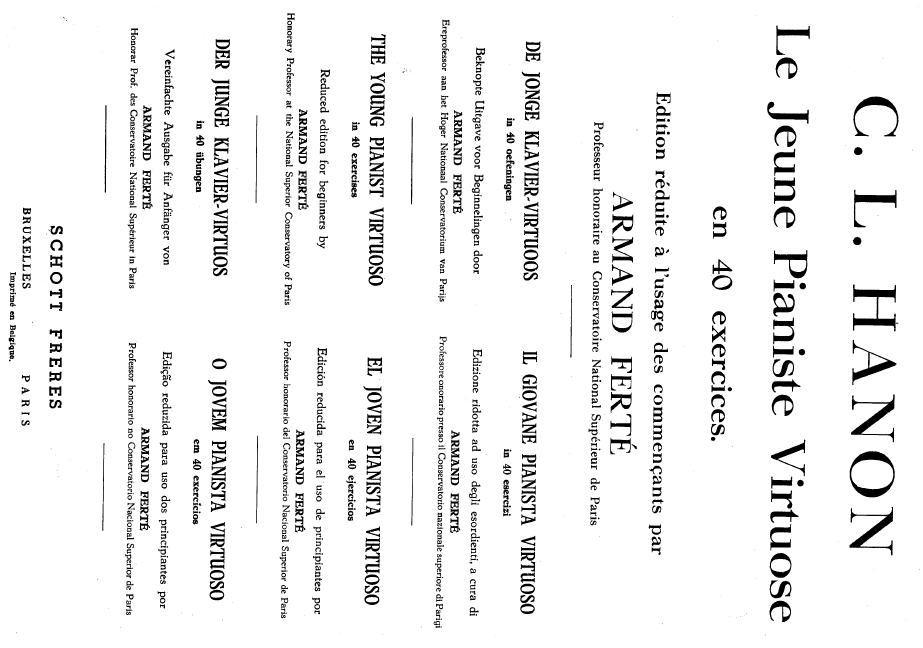 C. L. HANON
Le Jeune Pianiste Virtuose
en 40 exercices.
Edition réduite à l'usage des commençants par
ARMAND FERTÉ
Professeur honoraire au Conservatoire National Supérieur de Paris
DE JONGE KLAVIER-VIRTUOOS
in 40 oefeningen
Beknopte Uitgave voor Beginnelingen door
ARMAND FERTÉ
Ereprofessor aan het Hoger Nationaal Conservatorium van Parijs
IL GIOVANE PIANISTA VIRTUOSO
in 40 esercizi
Edizione ridotta ad uso degli esordienti, a cura di
ARMAND FERTÉ
Professore onorario presso il Conservatorio nazionale superiore di Parigi
THE YOUNG PIANIST VIRTUOSO
in 40 exercises
Reduced edition for beginners by
ARMAND FERTÉ
Honorary Professor at the National Superior Conservatory of Paris
EL JOVEN PIANISTA VIRTUOSO
en 40 ejercicios
Edición reducida para el uso de principiantes por
ARMAND FERTÉ
Professor honorario del Conservatorio Nacional Superior de Paris
DER JUNGE KLAVIER-VIRTUOS
in 40 übungen
Vereinfachte Ausgabe für Anfänger von
ARMAND FERTÉ
Honorar Prof. des Conservatoire National Supérieur in Paris
O JOVEM PIANISTA VIRTUOSO
em 40 exercicios
Edição reduzida para uso dos principiantes por
ARMAND FERTÉ
Professor honorario no Conservatorio Nacional Superior de Paris
SCHOTT FRERES
BRUXELLES PARIS
Imprimé en Belgique.